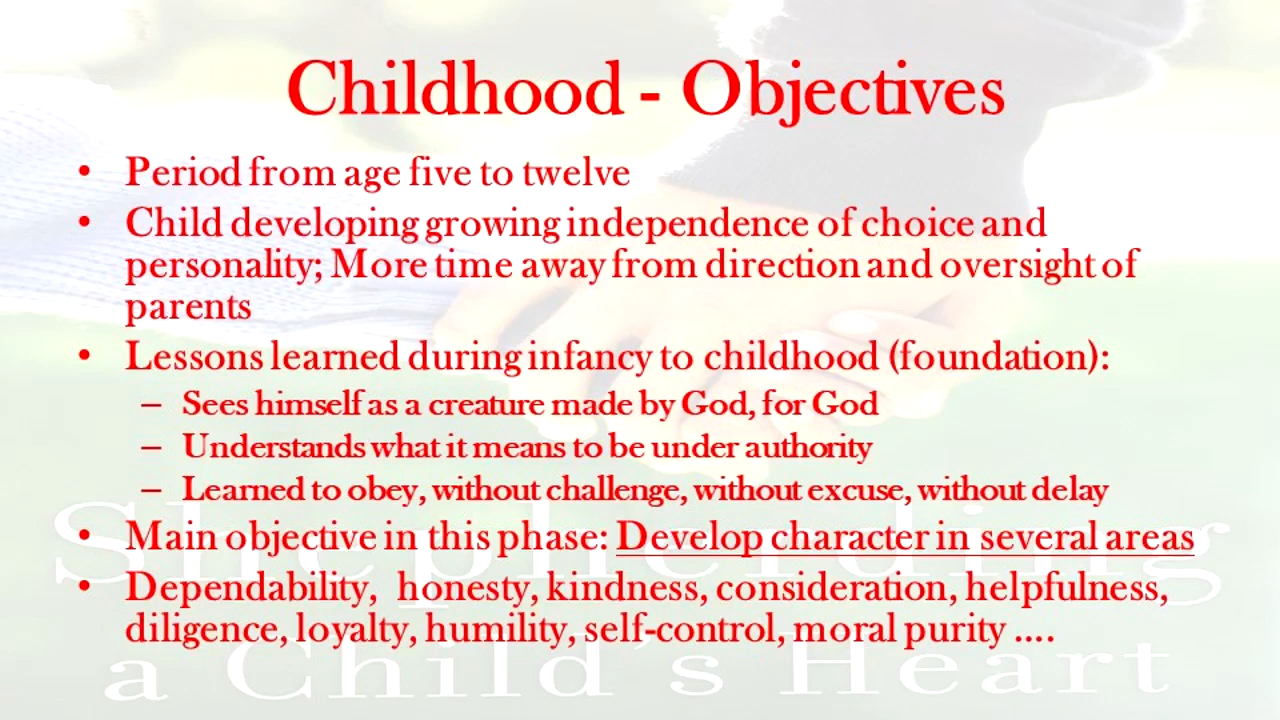 Childhood - Objectives
• Period from age five to twelve
• Child developing growing independence of choice and
personality; More time away from direction and oversight of
parents
• Lessons learned during infancy to childhood (foundation):
– Sees himself as a creature made by God, for God
– Understands what it means to be under authority
– Learned to obey, without challenge, without excuse, without delay
• Main objective in this phase: Develop character in several areas
• Dependability, honesty, kindness, consideration, helpfulness,
diligence, loyalty, humility, self-control, moral purity ….
Shepherding
a Child's Heart